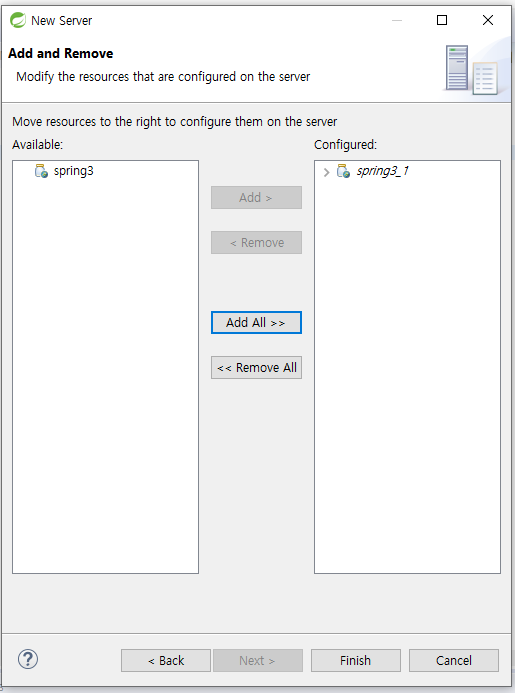 New Server
Add and Remove
Modify the resources that are configured on the server
Move resources to the right to configure them on the server
Available:
Configured:
spring3
spring3_1
Add >
< Remove
Add All >>
<< Remove All
?
< Back
Next >
Finish
Cancel